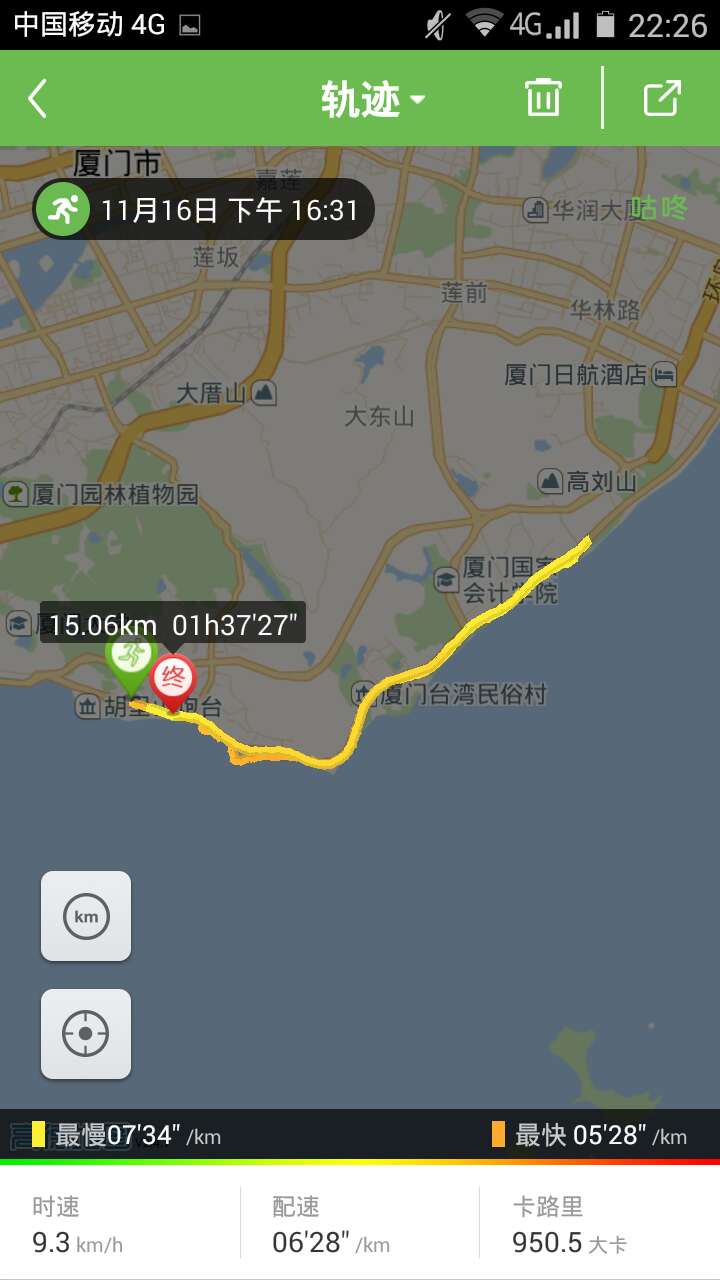 中国移动 4G
4G 22:26
轨迹
厦门市
嘉莲
11月16日 下午 16:31
华润大厦
咕咚
莲坂
莲前
华林路
厦门日航酒店
大厝山
大东山
高刘山
厦门园林植物园
厦门国家
会计学院
15.06km 01h37'27"
终
胡里山炮台
厦门台湾民俗村
km
最慢07'34" /km
最快 05'28" /km
时速
9.3 km/h
配速
06'28" /km
卡路里
950.5 大卡